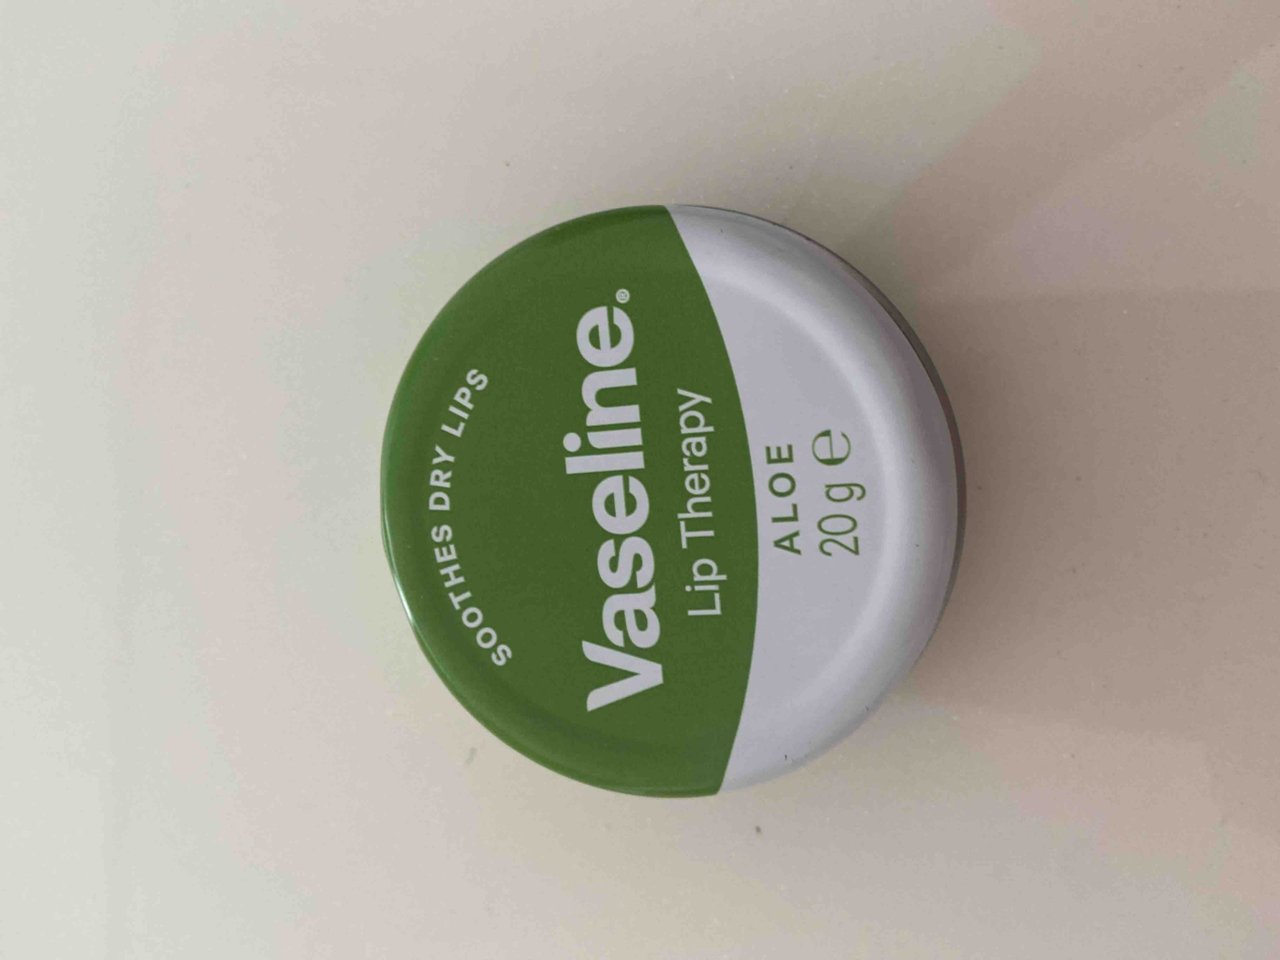 SOOTHES DRY LIPS
Vaseline®
Lip Therapy
ALOE
20 g ℮